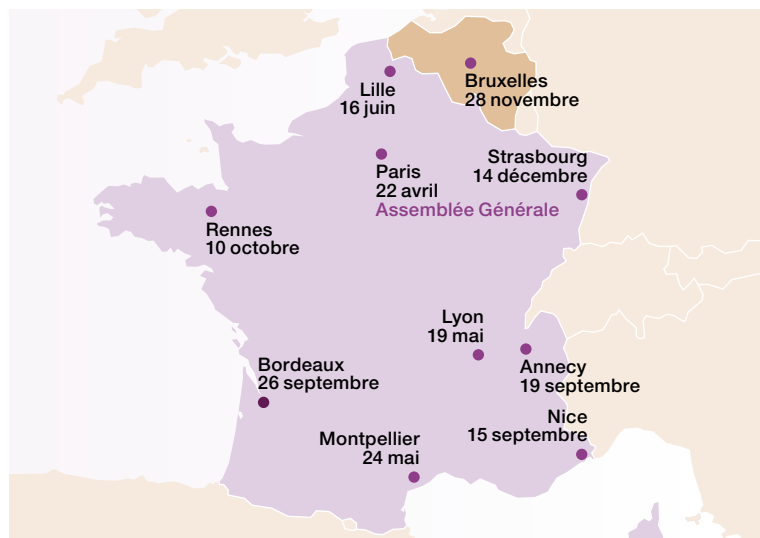 Lille
16 juin
Bruxelles
28 novembre
Paris
22 avril
Assemblée Générale
Strasbourg
14 décembre
Rennes
10 octobre
Lyon
19 mai
Annecy
19 septembre
Bordeaux
26 septembre
Nice
15 septembre
Montpellier
24 mai